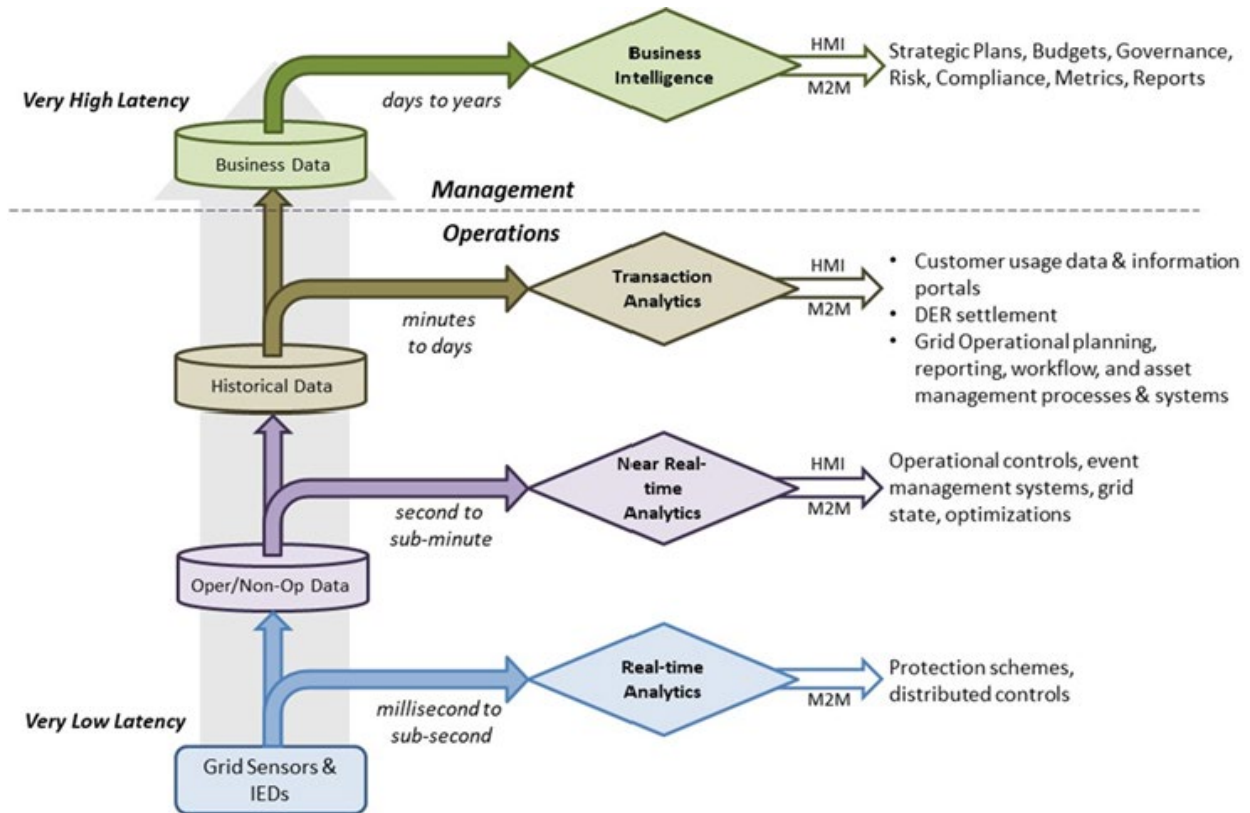 Business
Intelligence
HMI
M2M
Strategic Plans, Budgets, Governance,
Risk, Compliance, Metrics, Reports
Very High Latency
days to years
Business Data
Management
Operations
Transaction
Analytics
HMI
M2M
• Customer usage data & information
portals
• DER settlement
• Grid Operational planning,
reporting, workflow, and asset
management processes & systems
minutes
to days
Historical Data
Near Real-
time
Analytics
HMI
M2M
Operational controls, event
management systems, grid
state, optimizations
second to
sub-minute
Oper/Non-Op Data
Real-time
Analytics
M2M
Protection schemes,
distributed controls
Very Low Latency
millisecond to
sub-second
Grid Sensors &
IEDs